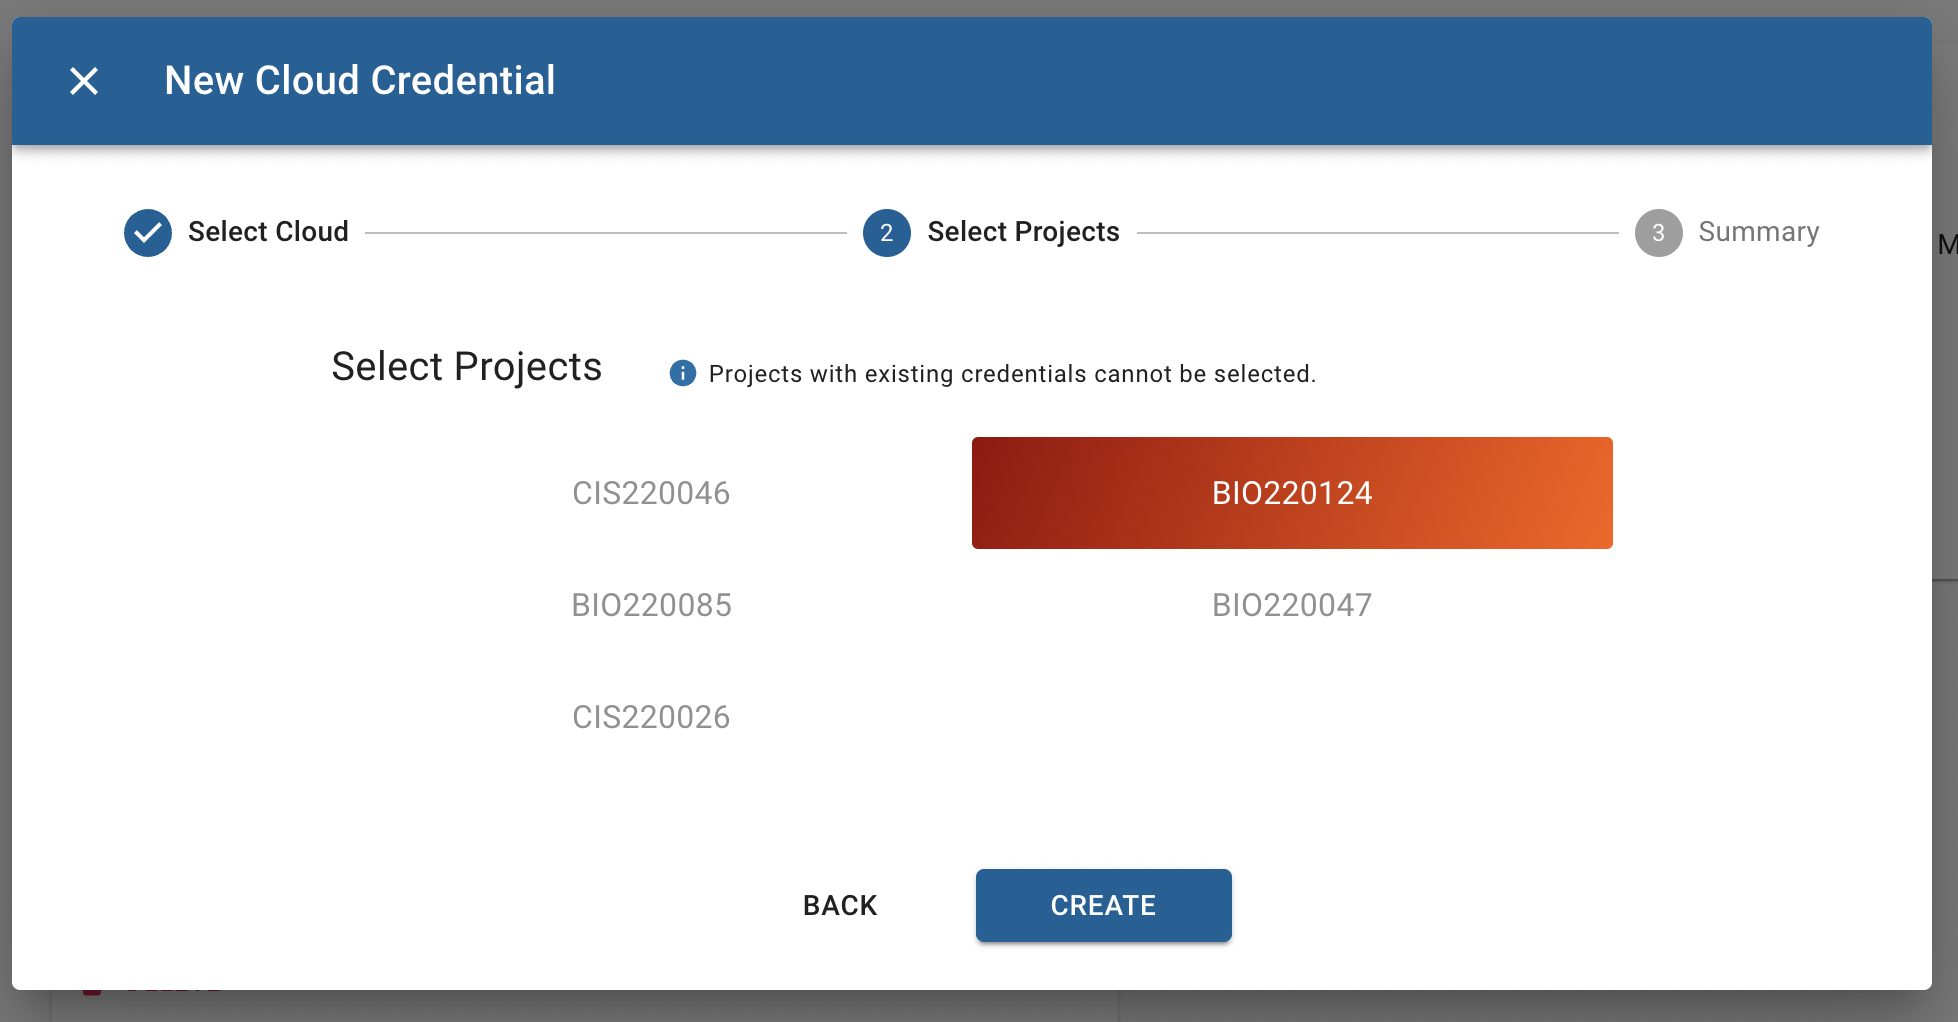 New Cloud Credential
Select Cloud
2 Select Projects
3 Summary
Select Projects
Projects with existing credentials cannot be selected.
CIS220046 BIO220124
BIO220085 BIO220047
CIS220026
BACK CREATE